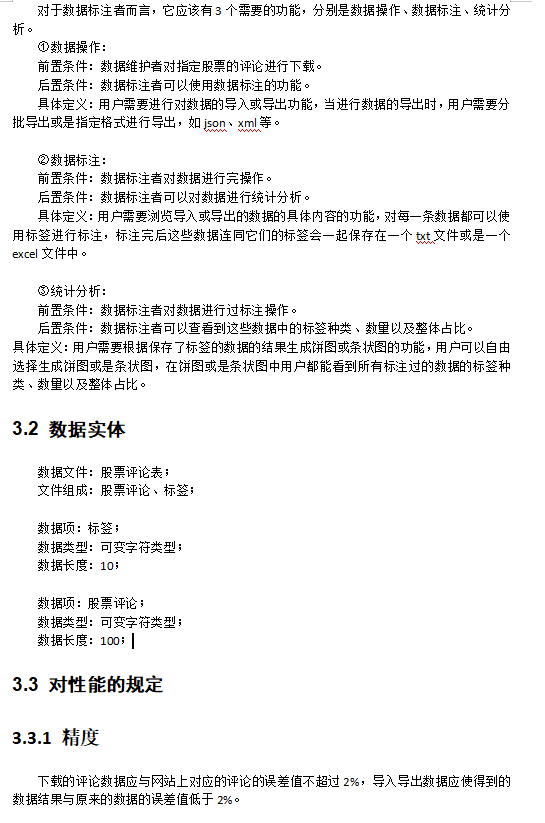 对于数据标注者而言，它应该有 3 个需要的功能，分别是数据操作、数据标注、统计分
析。
①数据操作：
前置条件：数据维护者对指定股票的评论进行下载。
后置条件：数据标注者可以使用数据标注的功能。
具体定义：用户需要进行对数据的导入或导出功能，当进行数据的导出时，用户需要分
批导出或是指定格式进行导出，如 json、xml 等。
②数据标注：
前置条件：数据标注者对数据进行完操作。
后置条件：数据标注者可以对数据进行统计分析。
具体定义：用户需要浏览导入或导出的数据的具体内容的功能，对每一条数据都可以使
用标签进行标注，标注完后这些数据连同它们的标签会一起保存在一个 txt 文件或是一个
excel 文件中。
③统计分析：
前置条件：数据标注者对数据进行过标注操作。
后置条件：数据标注者可以查看到这些数据中的标签种类、数量以及整体占比。
具体定义：用户需要根据保存了标签的数据的结果生成饼图或条状图的功能，用户可以自由
选择生成饼图或是条状图，在饼图或是条状图中用户都能看到所有标注过的数据的标签种
类、数量以及整体占比。
3.2 数据实体
数据文件：股票评论表；
文件组成：股票评论、标签；
数据项：标签；
数据类型：可变字符类型；
数据长度：10；
数据项：股票评论；
数据类型：可变字符类型；
数据长度：100；
3.3 对性能的规定
3.3.1 精度
下载的评论数据应与网站上对应的评论的误差值不超过 2%，导入导出数据应使得到的
数据结果与原来的数据的误差值低于 2%。